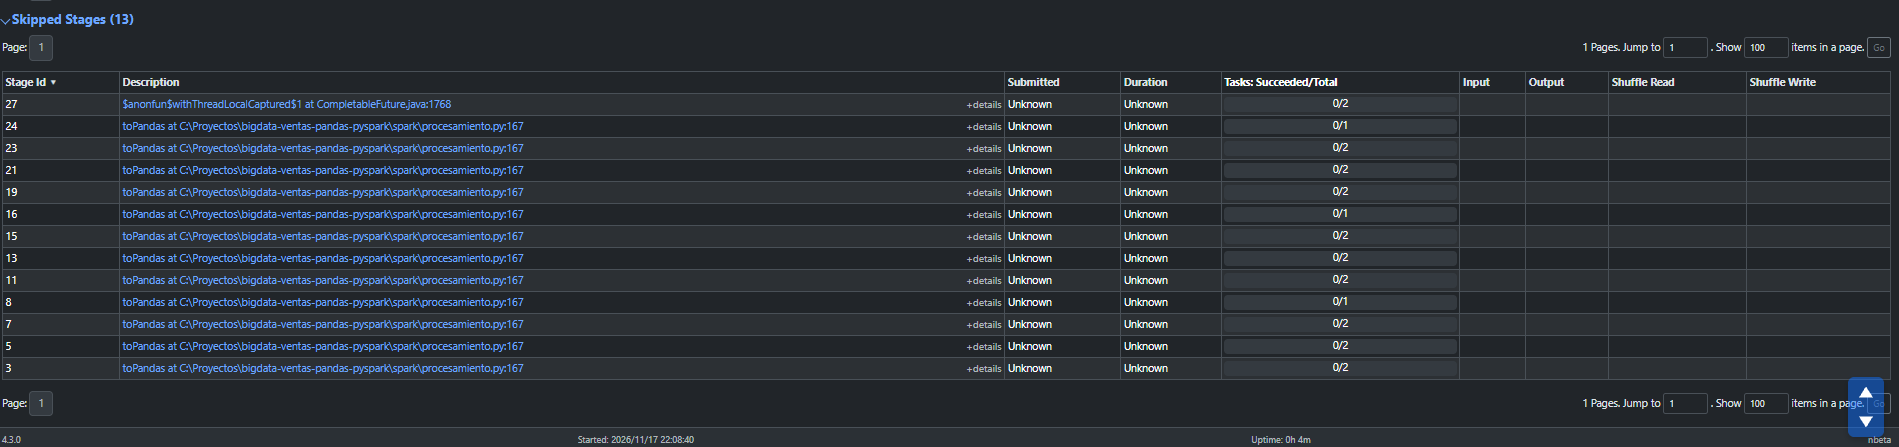 Skipped Stages (13)
Page: 1 1 Pages. Jump to 1 . Show 100 items in a page. Go
Stage Id ▾ Description Submitted Duration Tasks: Succeeded/Total Input Output Shuffle Read Shuffle Write
27 $anonfun$withThreadLocalCaptured$1 at CompletableFuture.java:1768 +details Unknown Unknown 0/2
24 toPandas at C:\Proyectos\bigdata-ventas-pandas-pyspark\spark\procesamiento.py:167 +details Unknown Unknown 0/1
23 toPandas at C:\Proyectos\bigdata-ventas-pandas-pyspark\spark\procesamiento.py:167 +details Unknown Unknown 0/2
21 toPandas at C:\Proyectos\bigdata-ventas-pandas-pyspark\spark\procesamiento.py:167 +details Unknown Unknown 0/2
19 toPandas at C:\Proyectos\bigdata-ventas-pandas-pyspark\spark\procesamiento.py:167 +details Unknown Unknown 0/2
16 toPandas at C:\Proyectos\bigdata-ventas-pandas-pyspark\spark\procesamiento.py:167 +details Unknown Unknown 0/1
15 toPandas at C:\Proyectos\bigdata-ventas-pandas-pyspark\spark\procesamiento.py:167 +details Unknown Unknown 0/2
13 toPandas at C:\Proyectos\bigdata-ventas-pandas-pyspark\spark\procesamiento.py:167 +details Unknown Unknown 0/2
11 toPandas at C:\Proyectos\bigdata-ventas-pandas-pyspark\spark\procesamiento.py:167 +details Unknown Unknown 0/2
8 toPandas at C:\Proyectos\bigdata-ventas-pandas-pyspark\spark\procesamiento.py:167 +details Unknown Unknown 0/1
7 toPandas at C:\Proyectos\bigdata-ventas-pandas-pyspark\spark\procesamiento.py:167 +details Unknown Unknown 0/2
5 toPandas at C:\Proyectos\bigdata-ventas-pandas-pyspark\spark\procesamiento.py:167 +details Unknown Unknown 0/2
3 toPandas at C:\Proyectos\bigdata-ventas-pandas-pyspark\spark\procesamiento.py:167 +details Unknown Unknown 0/2
Page: 1 1 Pages. Jump to 1 . Show 100 items in a page. Go
4.3.0 Started: 2026/11/17 22:08:40 Uptime: 0h 4m nbeta